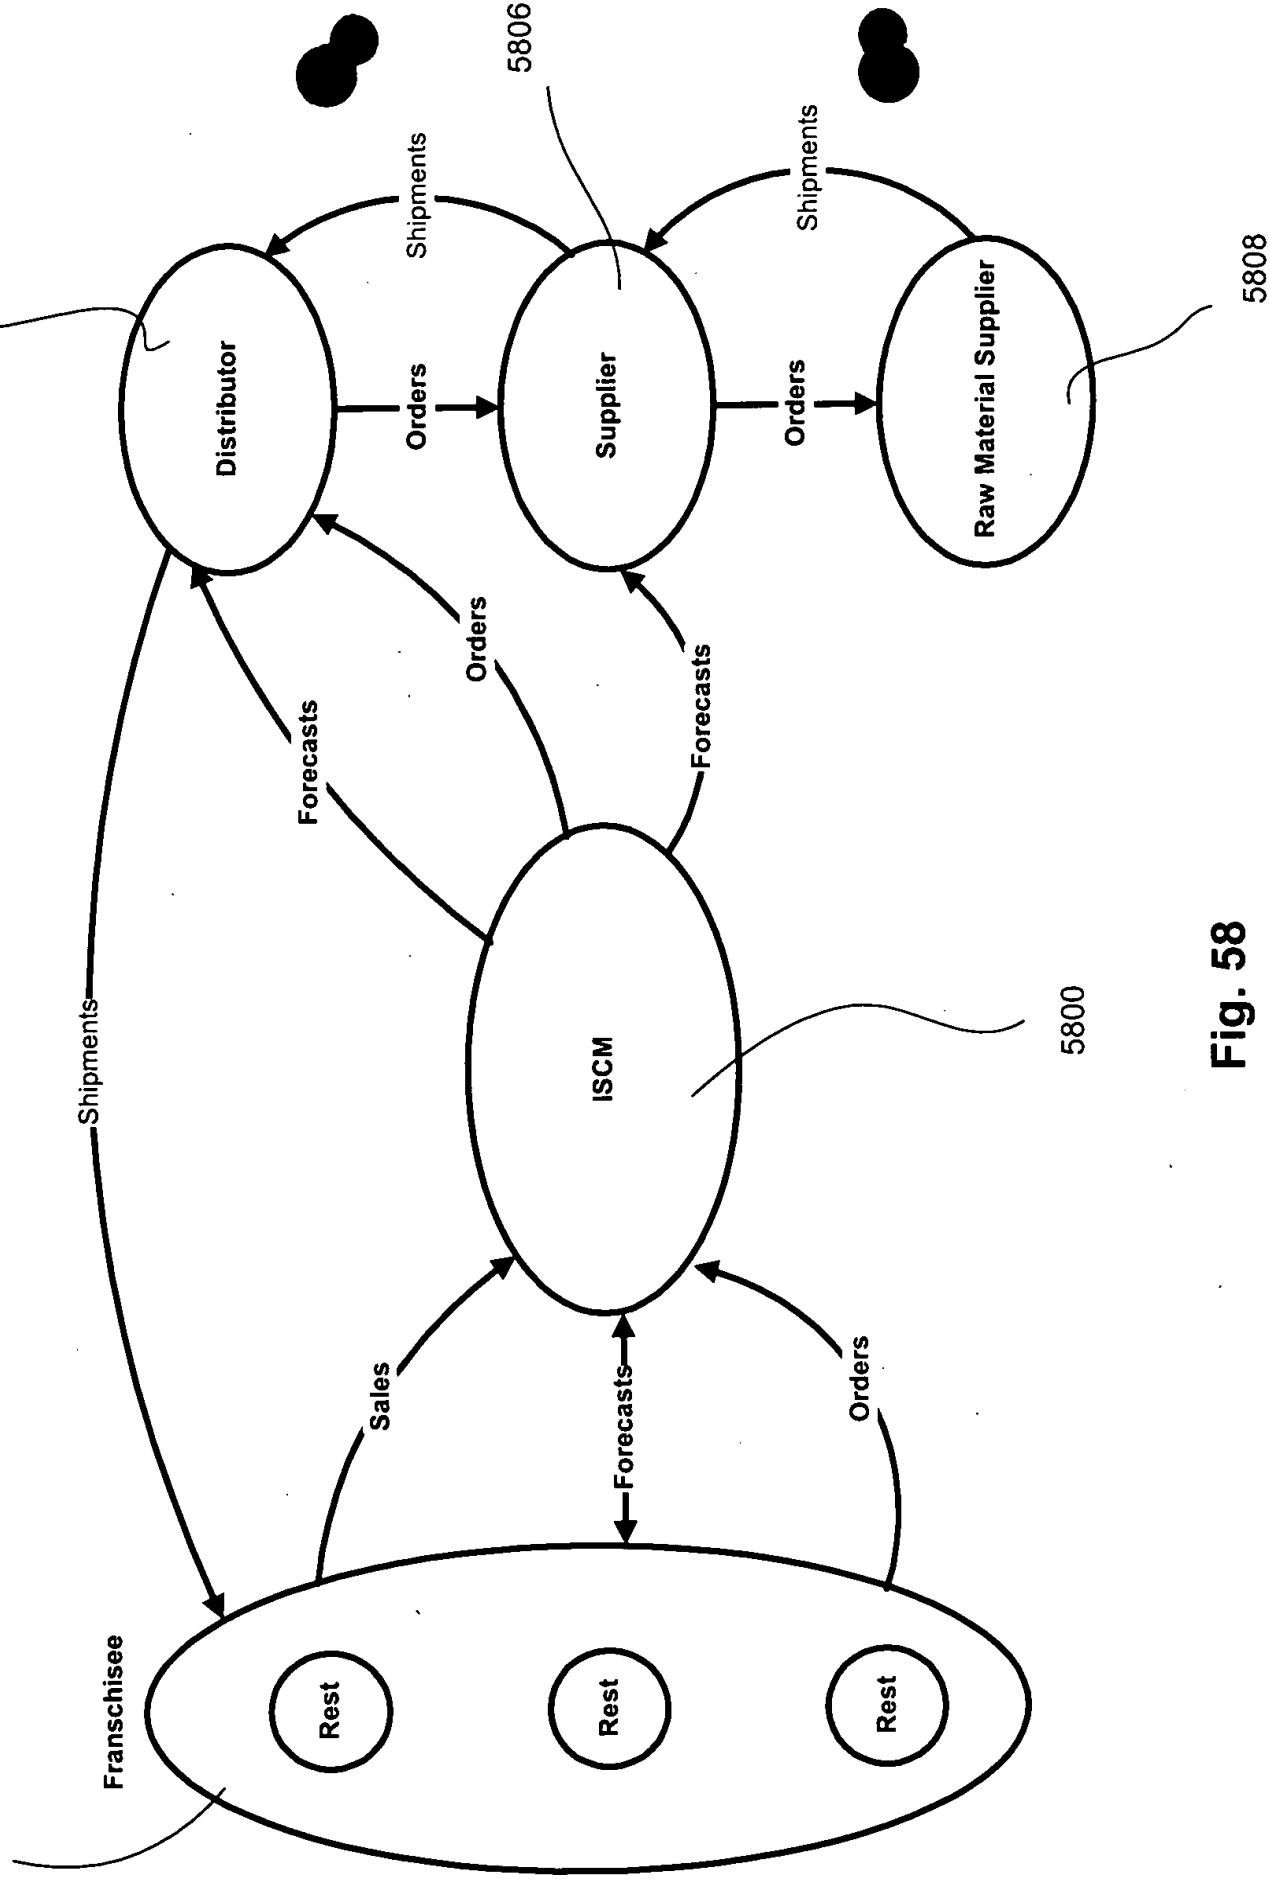 Shipments
Franschisee
Distributor
Forecasts
Rest
Sales
Orders
Shipments
Orders
5806
Rest
Forecasts
ISCM
Supplier
Forecasts
Orders
Shipments
Orders
Rest
Raw Material Supplier
5800
5808
Fig. 58